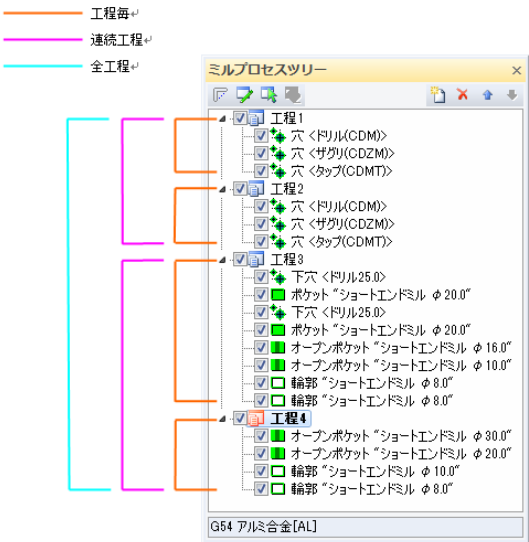 工程毎↵
連続工程↵
全工程↵
ミルプロセスツリー
工程1
穴 <ドリル(CDM)>
穴 <ザグリ(CDZM)>
穴 <タップ(CDMT)>
工程2
穴 <ドリル(CDM)>
穴 <ザグリ(CDZM)>
穴 <タップ(CDMT)>
工程3
下穴 <ドリル25.0>
ポケット "ショートエンドミル φ20.0"
下穴 <ドリル25.0>
ポケット "ショートエンドミル φ20.0"
オープンポケット "ショートエンドミル φ16.0"
オープンポケット "ショートエンドミル φ10.0"
輪郭 "ショートエンドミル φ8.0"
輪郭 "ショートエンドミル φ8.0"
工程4
オープンポケット "ショートエンドミル φ30.0"
オープンポケット "ショートエンドミル φ20.0"
輪郭 "ショートエンドミル φ10.0"
輪郭 "ショートエンドミル φ8.0"
G54 アルミ合金[AL]